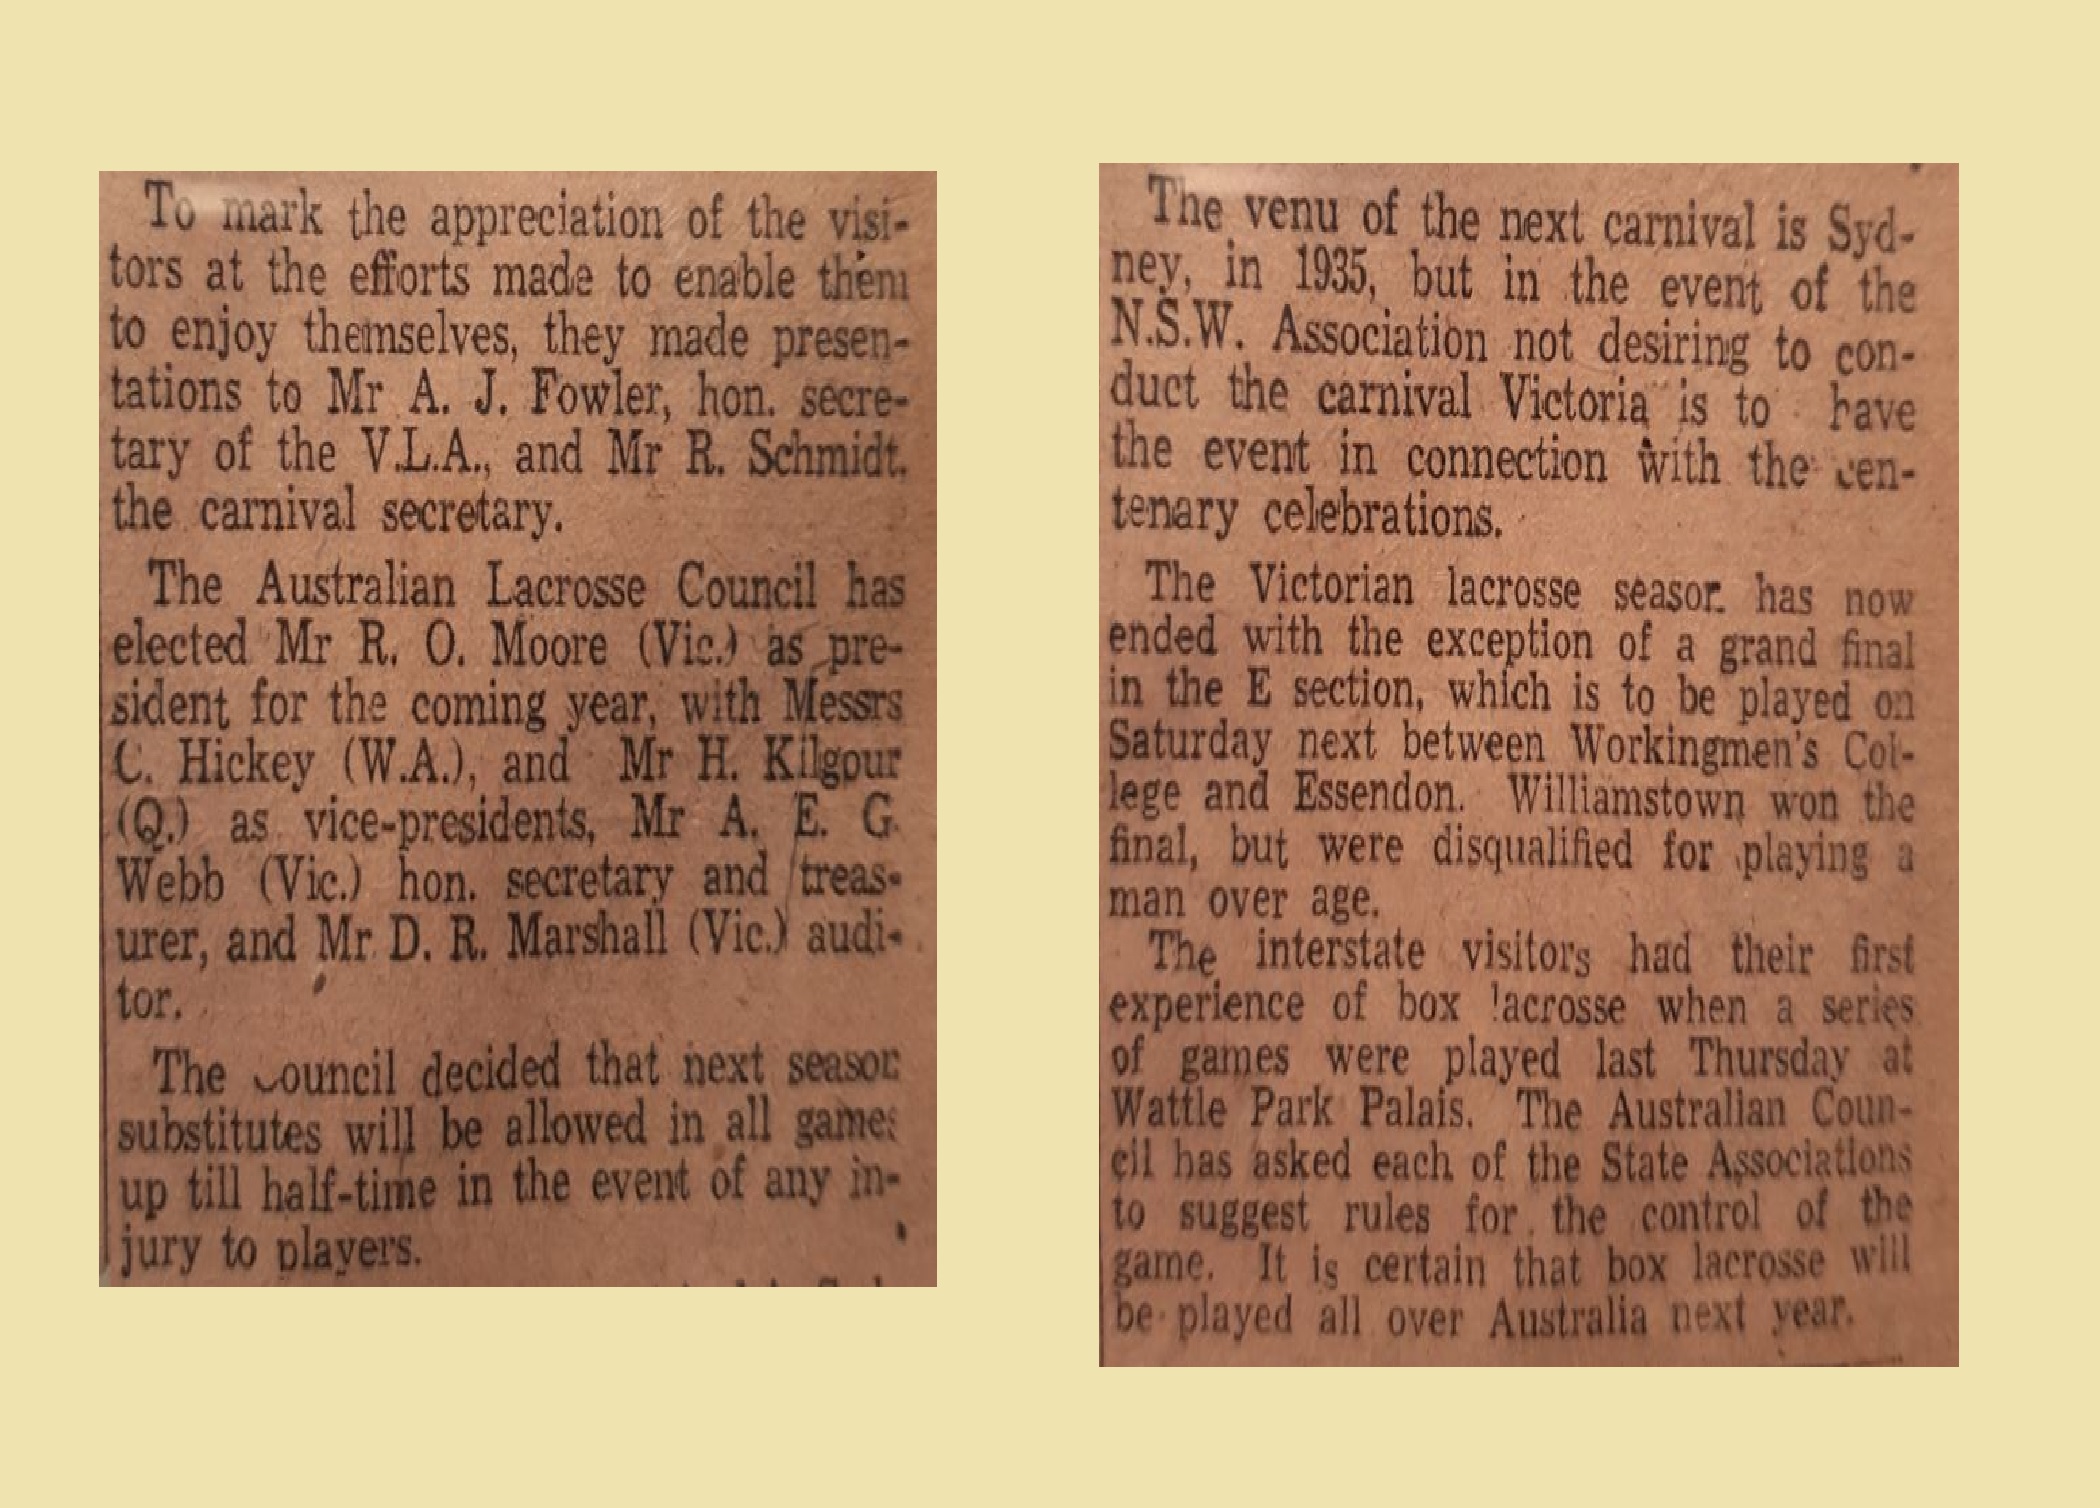 To mark the appreciation of the visi-
tors at the efforts made to enable them
to enjoy themselves, they made presen-
tations to Mr A. J. Fowler, hon. secre-
tary of the V.L.A., and Mr R. Schmidt,
the carnival secretary.
The Australian Lacrosse Council has
elected Mr R. O. Moore (Vic.) as pre-
sident for the coming year, with Messrs
C. Hickey (W.A.), and Mr H. Kilgour
(Q.) as vice-presidents, Mr A. E. G.
Webb (Vic.) hon. secretary and treas-
urer, and Mr D. R. Marshall (Vic.) audi-
tor.
The Council decided that next season
substitutes will be allowed in all games
up till half-time in the event of any in-
jury to players.
The venu of the next carnival is Syd-
ney, in 1935, but in the event of the
N.S.W. Association not desiring to con-
duct the carnival Victoria is to have
the event in connection with the cen-
tenary celebrations.
The Victorian lacrosse season has now
ended with the exception of a grand final
in the E section, which is to be played on
Saturday next between Workingmen's Col-
lege and Essendon. Williamstown won the
final, but were disqualified for playing a
man over age.
The interstate visitors had their first
experience of box lacrosse when a series
of games were played last Thursday at
Wattle Park Palais. The Australian Coun-
cil has asked each of the State Associations
to suggest rules for the control of the
game. It is certain that box lacrosse will
be played all over Australia next year.